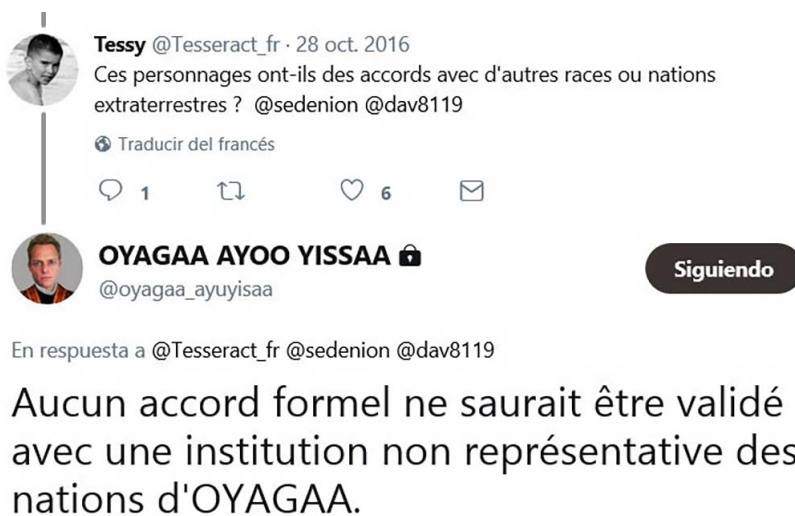 Tessy @Tesseract_fr · 28 oct. 2016
Ces personnages ont-ils des accords avec d'autres races ou nations
extraterrestres ? @sedenion @dav8119
Traducir del francés
1 6
OYAGAA AYOO YISSAA
@oyagaa_ayuyisaa
Siguiendo
En respuesta a @Tesseract_fr @sedenion @dav8119
Aucun accord formel ne saurait être validé
avec une institution non représentative des
nations d'OYAGAA.